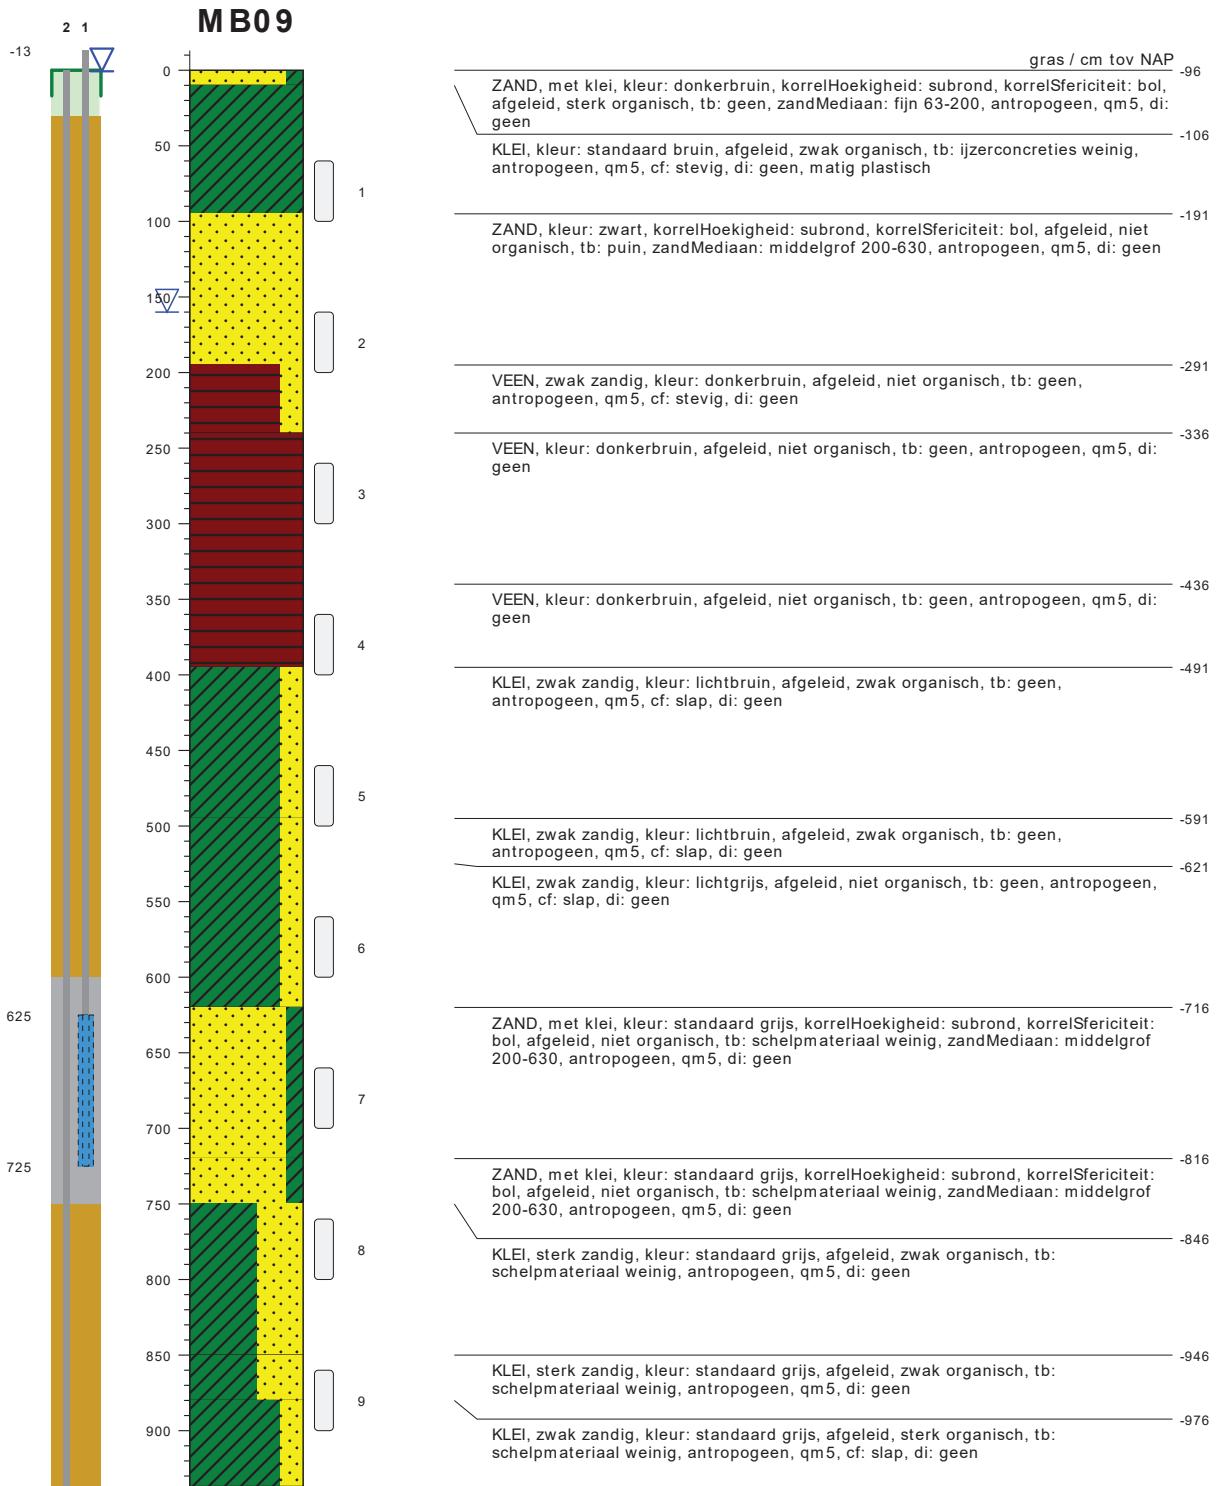 MB09
2 1
-13
gras / cm tov NAP
0
-96
ZAND, met klei, kleur: donkerbruin, korrelHoekigheid: subrond, korrelSfericiteit: bol,
afgeleid, sterk organisch, tb: geen, zandMediaan: fijn 63-200, antropogeen, qm5, di:
geen
-106
50
KLEI, kleur: standaard bruin, afgeleid, zwak organisch, tb: ijzerconcreties weinig,
antropogeen, qm5, cf: stevig, di: geen, matig plastisch
1
-191
100
ZAND, kleur: zwart, korrelHoekigheid: subrond, korrelSfericiteit: bol, afgeleid, niet
organisch, tb: puin, zandMediaan: middelgrof 200-630, antropogeen, qm5, di: geen
150
2
-291
200
VEEN, zwak zandig, kleur: donkerbruin, afgeleid, niet organisch, tb: geen,
antropogeen, qm5, cf: stevig, di: geen
-336
250
VEEN, kleur: donkerbruin, afgeleid, niet organisch, tb: geen, antropogeen, qm5, di:
geen
3
300
-436
350
VEEN, kleur: donkerbruin, afgeleid, niet organisch, tb: geen, antropogeen, qm5, di:
geen
4
-491
400
KLEI, zwak zandig, kleur: lichtbruin, afgeleid, zwak organisch, tb: geen,
antropogeen, qm5, cf: slap, di: geen
450
5
-591
500
KLEI, zwak zandig, kleur: lichtbruin, afgeleid, zwak organisch, tb: geen,
antropogeen, qm5, cf: slap, di: geen
-621
KLEI, zwak zandig, kleur: lichtgrijs, afgeleid, niet organisch, tb: geen, antropogeen,
qm5, cf: slap, di: geen
550
6
600
-716
625
ZAND, met klei, kleur: standaard grijs, korrelHoekigheid: subrond, korrelSfericiteit:
bol, afgeleid, niet organisch, tb: schelpmateriaal weinig, zandMediaan: middelgrof
200-630, antropogeen, qm5, di: geen
650
7
700
-816
725
ZAND, met klei, kleur: standaard grijs, korrelHoekigheid: subrond, korrelSfericiteit:
bol, afgeleid, niet organisch, tb: schelpmateriaal weinig, zandMediaan: middelgrof
200-630, antropogeen, qm5, di: geen
750
-846
8
KLEI, sterk zandig, kleur: standaard grijs, afgeleid, zwak organisch, tb:
schelpmateriaal weinig, antropogeen, qm5, di: geen
800
850
-946
KLEI, sterk zandig, kleur: standaard grijs, afgeleid, zwak organisch, tb:
schelpmateriaal weinig, antropogeen, qm5, di: geen
9
-976
900
KLEI, zwak zandig, kleur: standaard grijs, afgeleid, sterk organisch, tb:
schelpmateriaal weinig, antropogeen, qm5, cf: slap, di: geen